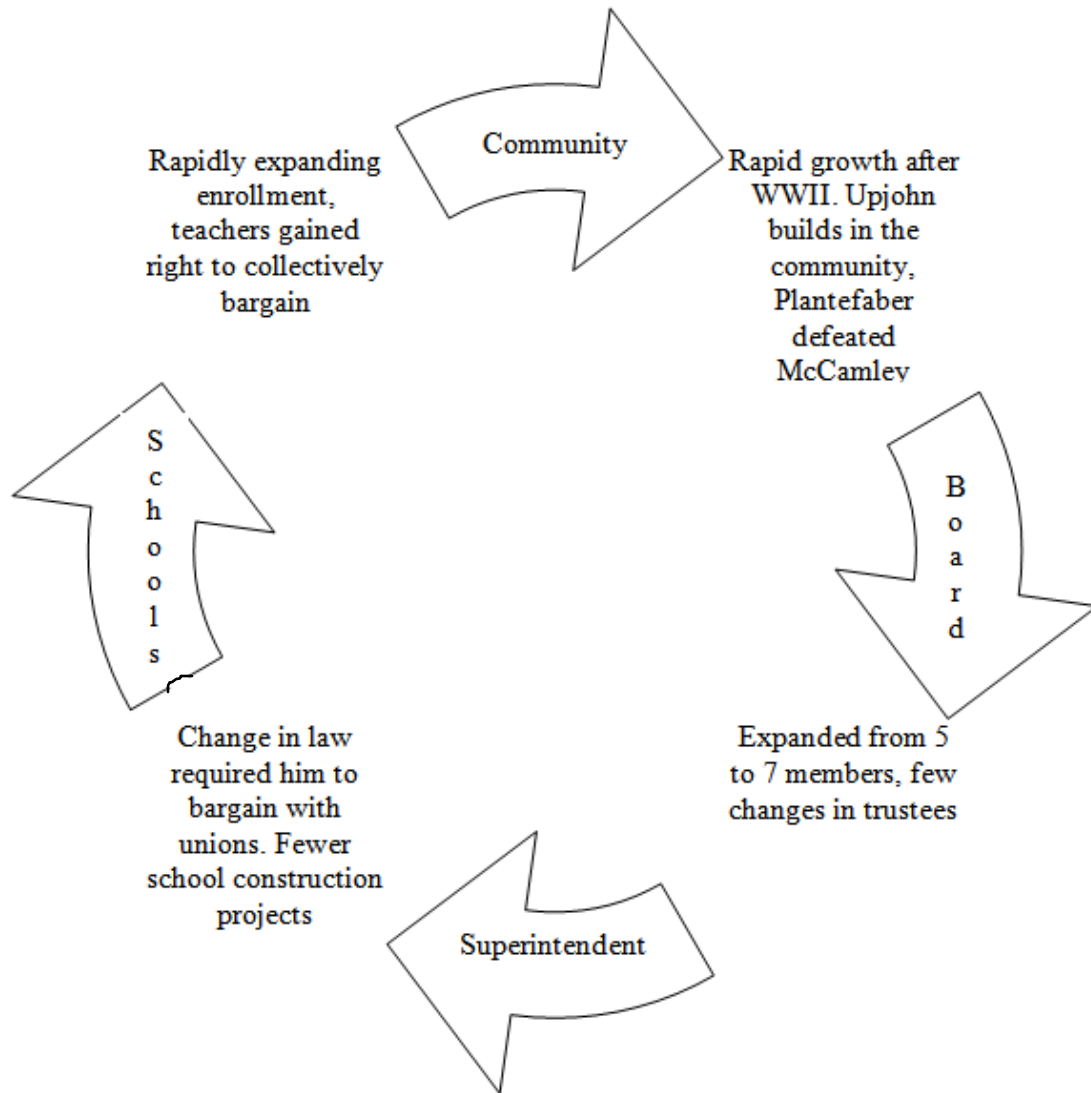 Community
Rapid growth after
WWII. Upjohn
builds in the
community,
Plantefaber
defeated
McCamley
Board
Expanded from 5
to 7 members, few
changes in trustees
Superintendent
Change in law
required him to
bargain with
unions. Fewer
school construction
projects
Schools
Rapidly expanding
enrollment,
teachers gained
right to collectively
bargain